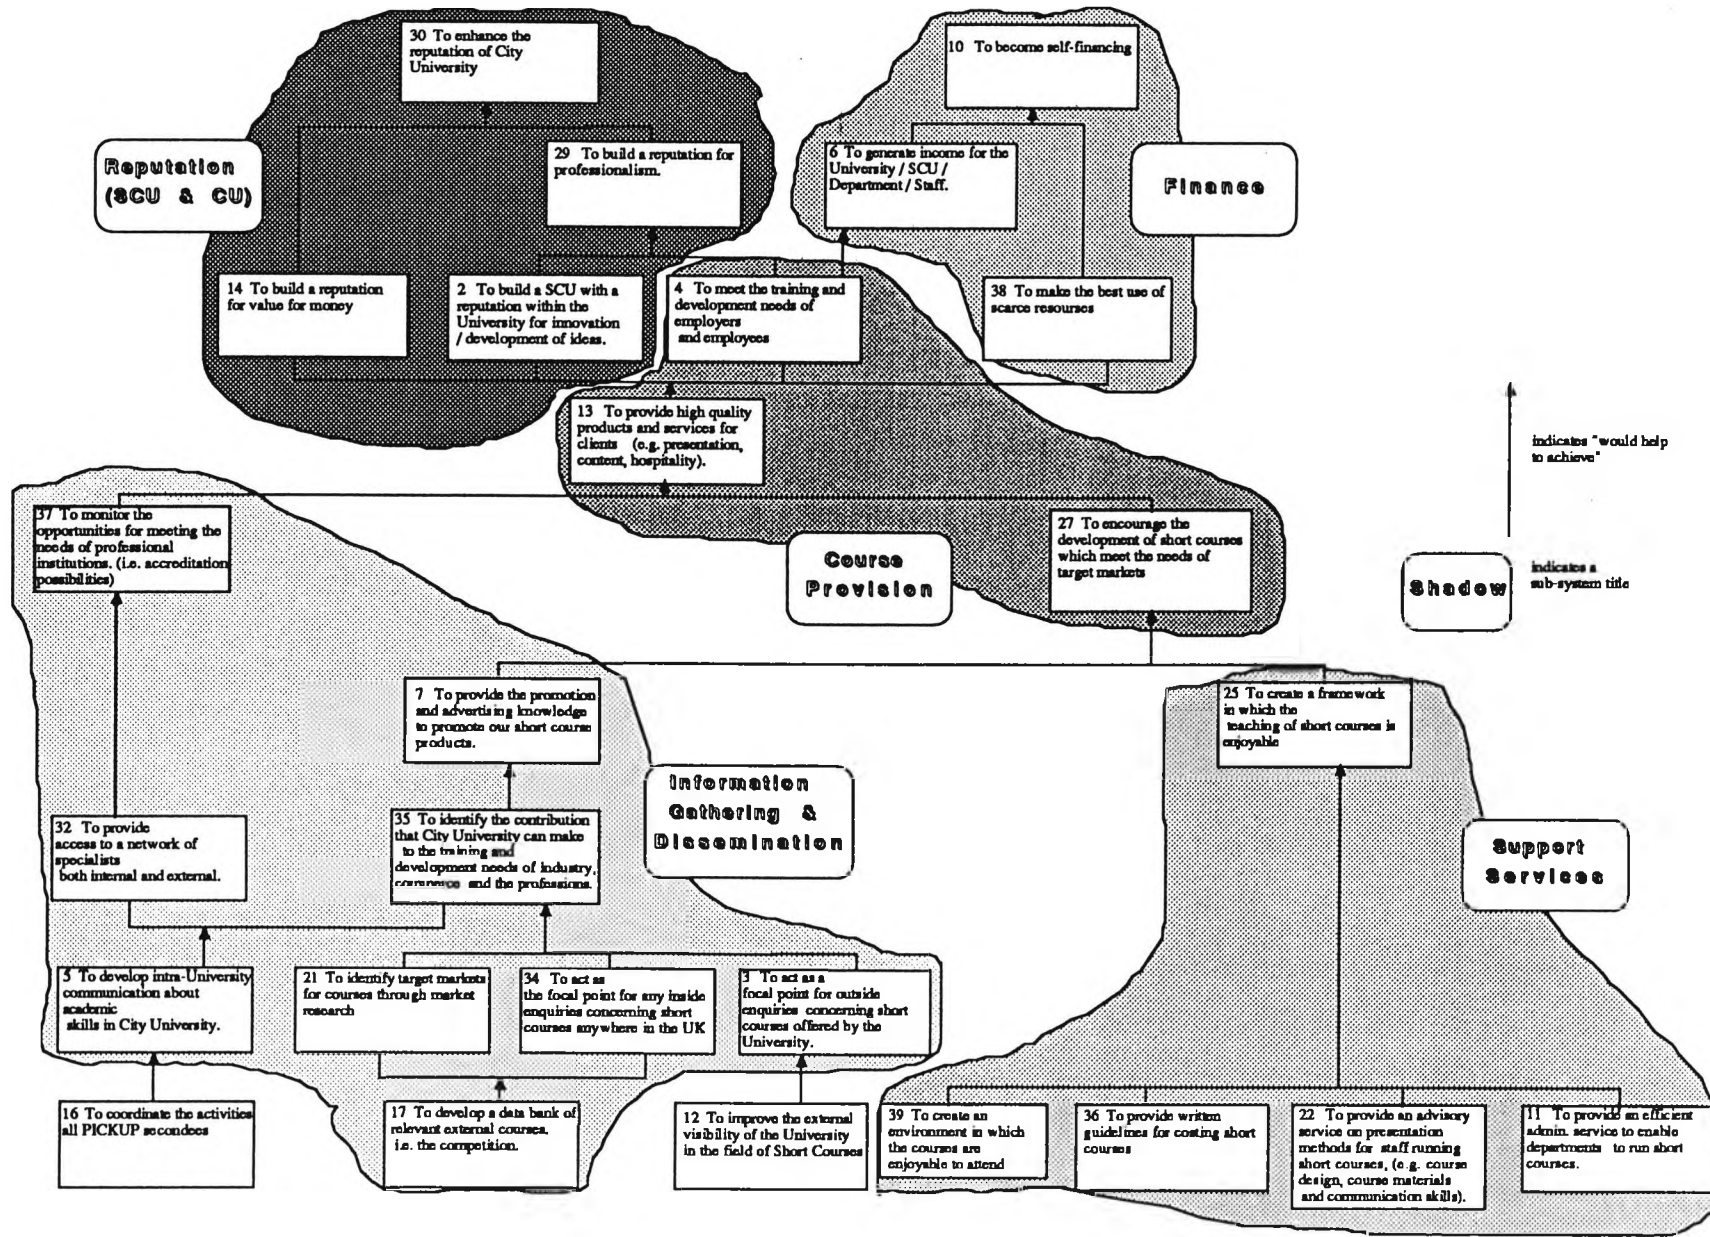 30 To enhance the
reputation of City
University
10 To become self-financing
Reputation
(SCU & CU)
29 To build a reputation for
professionalism.
6 To generate income for the
University / SCU /
Department / Staff.
Finance
14 To build a reputation
for value for money
2 To build a SCU with a
reputation within the
University for innovation
/ development of ideas.
4 To meet the training and
development needs of
employers
and employees
38 To make the best use of
scarce resourses
13 To provide high quality
products and services for
clients (e.g. presentation,
content, hospitality).
indicates "would help
to achieve"
37 To monitor the
opportunities for meeting the
needs of professional
institutions. (i.e. accreditation
possibilities)
27 To encourage the
development of short courses
which meet the needs of
target markets
Course
Provision
Shadow
indicates a
sub-system title
7 To provide the promotion
and advertising knowledge
to promote our short course
products.
25 To create a framework
in which the
teaching of short courses is
enjoyable
Information
Gathering &
Dissemination
32 To provide
access to a network of
specialists
both internal and external.
35 To identify the contribution
that City University can make
to the training and
development needs of industry,
commerce and the professions.
Support
Services
5 To develop intra-University
communication about
academic
skills in City University.
21 To identify target markets
for courses through market
research
34 To act as
the focal point for any inside
enquiries concerning short
courses anywhere in the UK
3 To act as a
focal point for outside
enquiries concerning short
courses offered by the
University.
16 To coordinate the activities
all PICKUP secondees
17 To develop a data bank of
relevant external courses,
i.e. the competition.
12 To improve the external
visibility of the University
in the field of Short Courses
39 To create an
environment in which
the courses are
enjoyable to attend
36 To provide written
guidelines for costing short
courses
22 To provide an advisory
service on presentation
methods for staff running
short courses, (e.g. course
design, course materials
and communication skills).
11 To provide an efficient
admin. service to enable
departments to run short
courses.